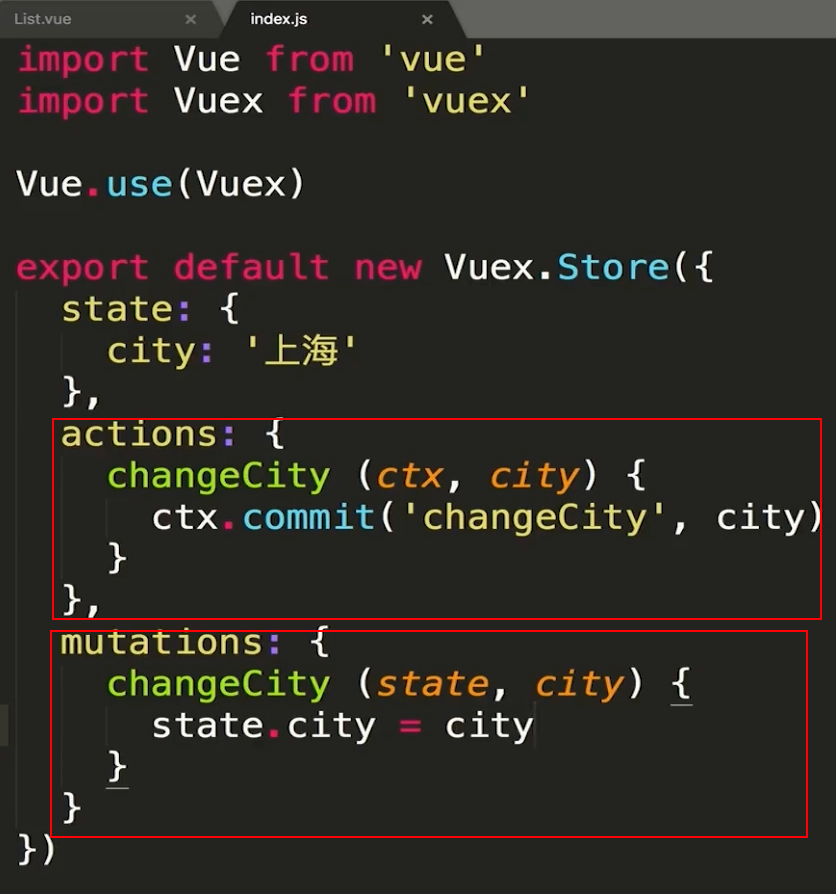 List.vue × index.js ×
import Vue from 'vue'
import Vuex from 'vuex'
Vue.use(Vuex)
export default new Vuex.Store({
state: {
city: '上海'
},
actions: {
changeCity (ctx, city) {
ctx.commit('changeCity', city)
}
},
mutations: {
changeCity (state, city) {
state.city = city
}
}
})